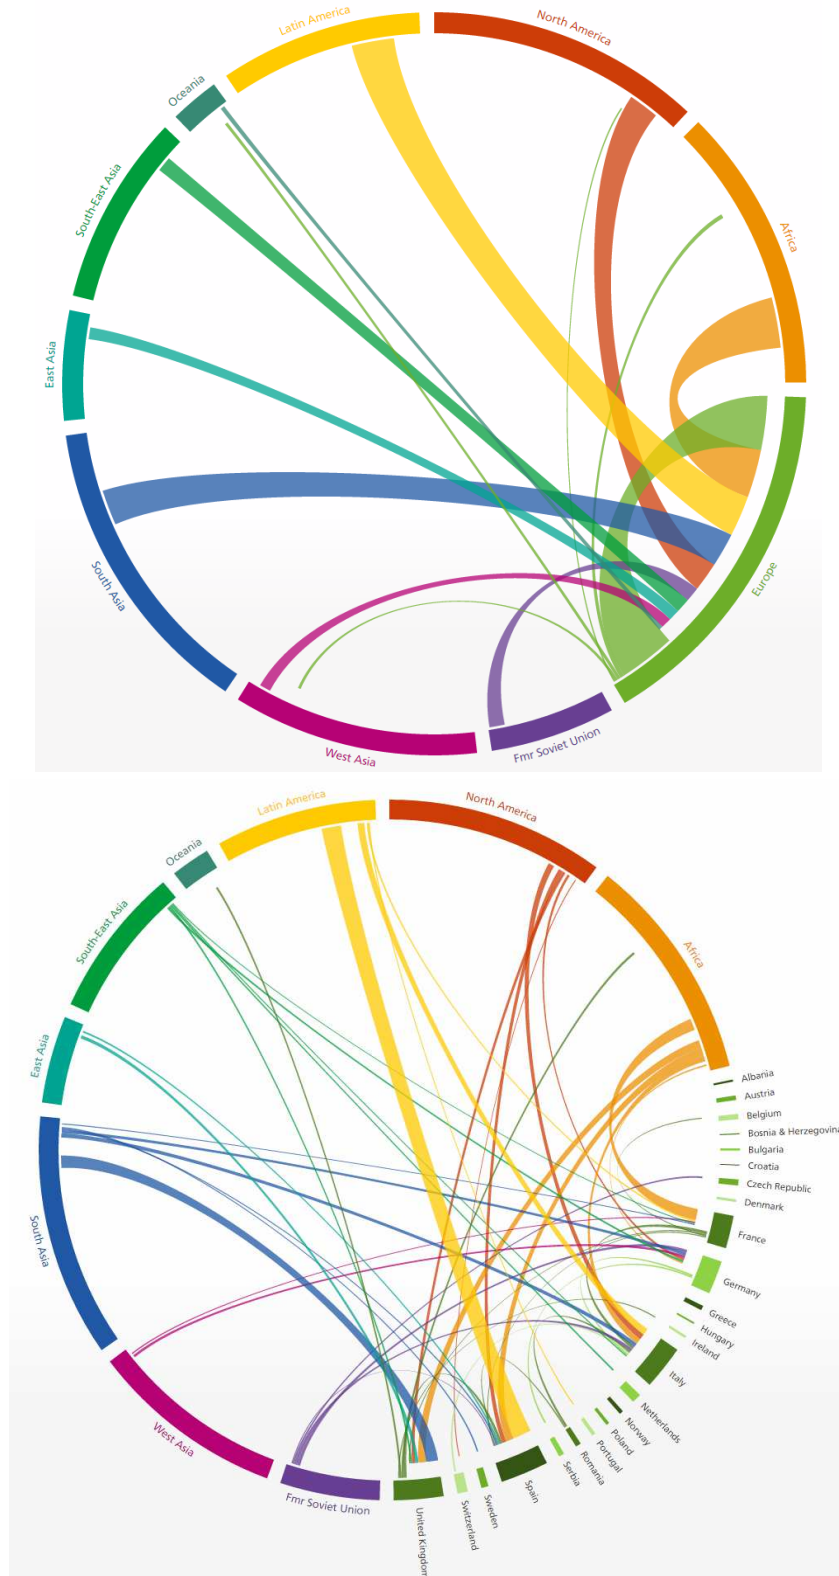 Latin America
North America
Oceania
South-East Asia
Africa
East Asia
South Asia
Europe
West Asia
Fmr Soviet Union
Latin America
North America
Oceania
South-East Asia
Africa
East Asia
Albania
Austria
Belgium
Bosnia & Herzegovina
Bulgaria
Croatia
Czech Republic
Denmark
South Asia
France
Germany
Greece
Hungary
Ireland
Italy
Netherlands
Norway
Poland
Portugal
Romania
Serbia
Spain
Sweden
Switzerland
United Kingdom
West Asia
Fmr Soviet Union